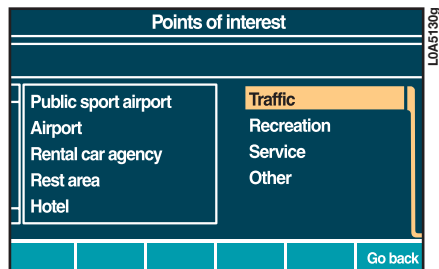 Points of interest
Public sport airport
Airport
Rental car agency
Rest area
Hotel
Traffic
Recreation
Service
Other
Go back
L0A5130g